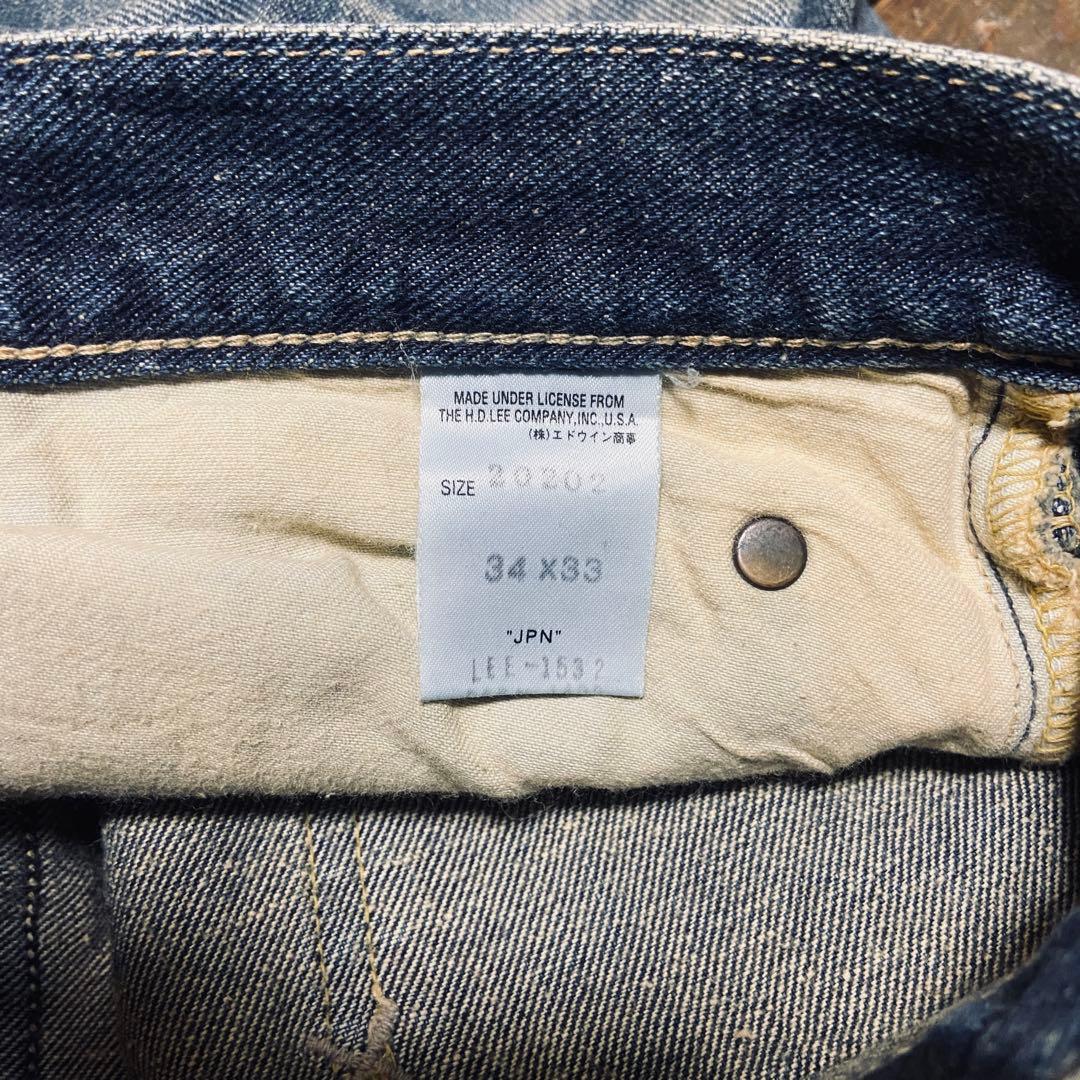 MADE UNDER LICENSE FROM
THE H.D.LEE COMPANY,INC.,U.S.A.
(株)エドウイン商事
SIZE 20202
34 X33
"JPN"
LEE-1532